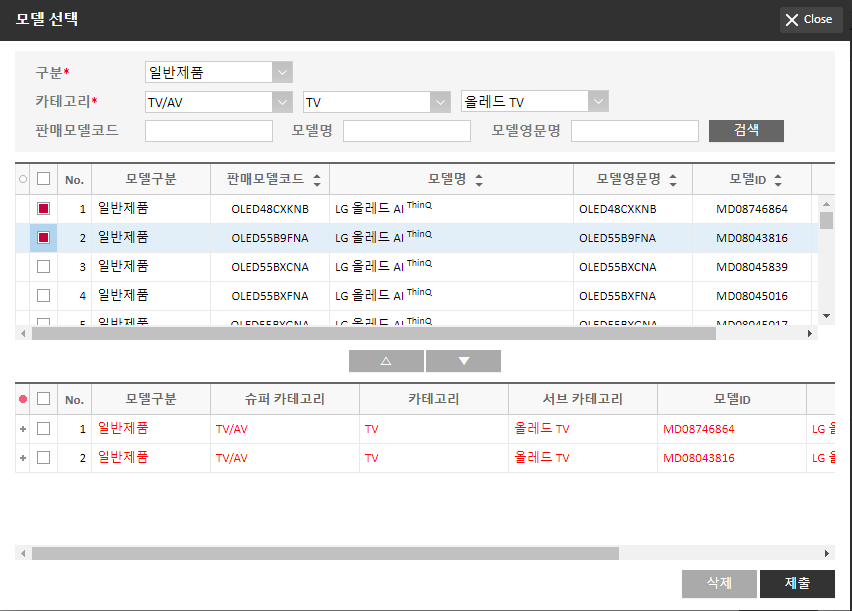 모델 선택
Close
구분*
일반제품
카테고리*
TV/AV
TV
올레드 TV
판매모델코드
모델명
모델영문명
검색
No. 모델구분 판매모델코드 모델명 모델영문명 모델ID
1 일반제품 OLED48CXKNB LG 올레드 AI ThinQ OLED48CXKNB MD08746864
2 일반제품 OLED55B9FNA LG 올레드 AI ThinQ OLED55B9FNA MD08043816
3 일반제품 OLED55BXCNA LG 올레드 AI ThinQ OLED55BXCNA MD08045839
4 일반제품 OLED55BXFNA LG 올레드 AI ThinQ OLED55BXFNA MD08045016
5 일반제품 OLED55BXGNA LG 올레드 AI ThinQ OLED55BXGNA MD08045017
No. 모델구분 슈퍼 카테고리 카테고리 서브 카테고리 모델ID
1 일반제품 TV/AV TV 올레드 TV MD08746864 LG
2 일반제품 TV/AV TV 올레드 TV MD08043816 LG
삭제
제출